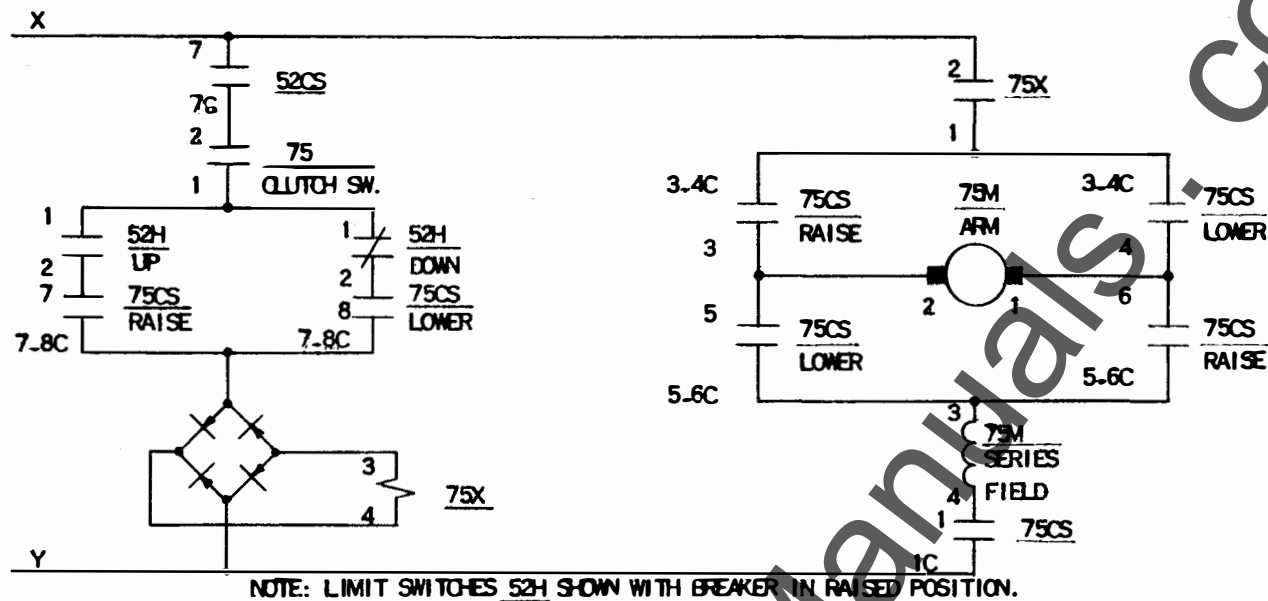 X
7
52CS
7G
2
75
CLUTCH SW.
1
1
52H
UP
2
7
75CS
RAISE
7-8C
1
52H
DOWN
2
8
75CS
LOWER
7-8C
3
4
75X
2
75X
1
3-4C
75CS
RAISE
3
75M
ARM
2
1
3-4C
75CS
LOWER
4
6
5
75CS
LOWER
5-6C
75CS
RAISE
5-6C
3
75M
SERIES
FIELD
4
1
75CS
1C
Y
NOTE: LIMIT SWITCHES 52H SHOWN WITH BREAKER IN RAISED POSITION.
Manuals.co